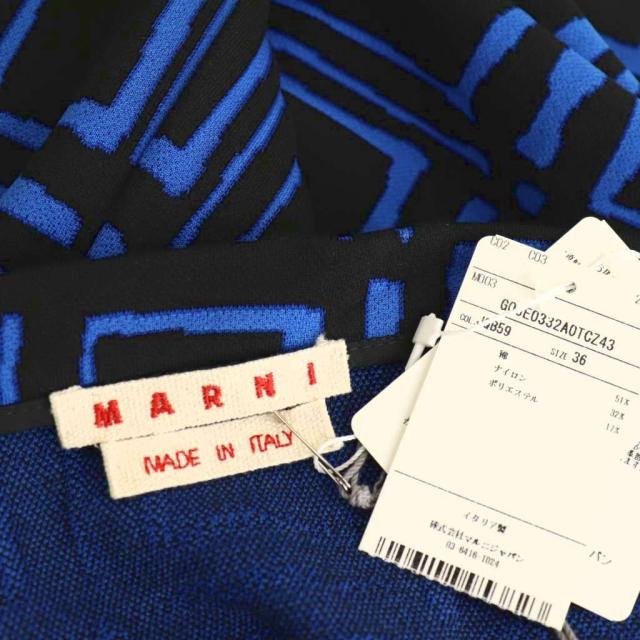 MARNI
MADE IN ITALY
C02 C03
M003
COL. SIZE 36
綿 51%
ナイロン 32%
ポリエステル 17%
イタリア製
株式会社マルニジャパン
03-6416-1024
パン